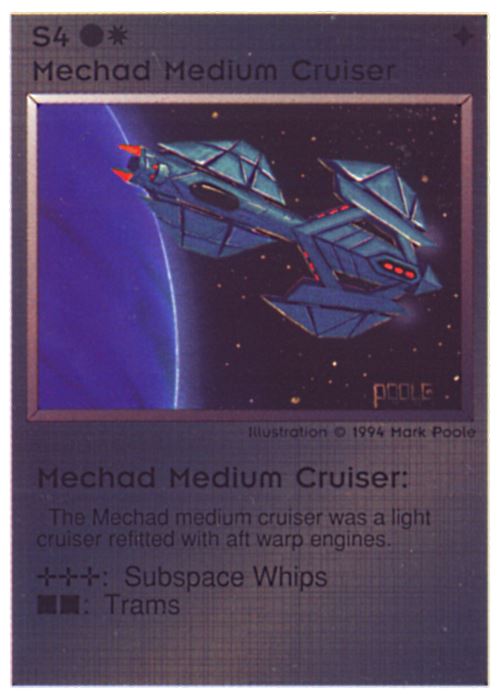 S4
Mechad Medium Cruiser
POOLE
Illustration © 1994 Mark Poole
Mechad Medium Cruiser:
The Mechad medium cruiser was a light
cruiser refitted with aft warp engines.
✛✛✛: Subspace Whips
■■: Trams